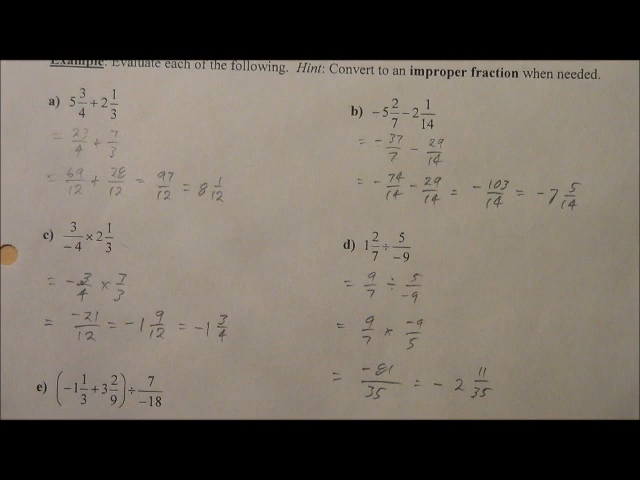 Example: Evaluate each of the following. Hint: Convert to an improper fraction when needed.
a) 5 3/4 + 2 1/3
= 23/4 + 7/3
= 69/12 + 28/12 = 97/12 = 8 1/12
b) -5 2/7 - 2 1/14
= -37/7 - 29/14
= -74/14 - 29/14 = -103/14 = -7 5/14
c) 3/-4 × 2 1/3
= -3/4 × 7/3
= -21/12 = -1 9/12 = -1 3/4
d) 1 2/7 ÷ 5/-9
= 9/7 ÷ 5/-9
= 9/7 × -9/5
= -81/35 = -2 11/35
e) (-1 1/3 + 3 2/9) ÷ 7/-18